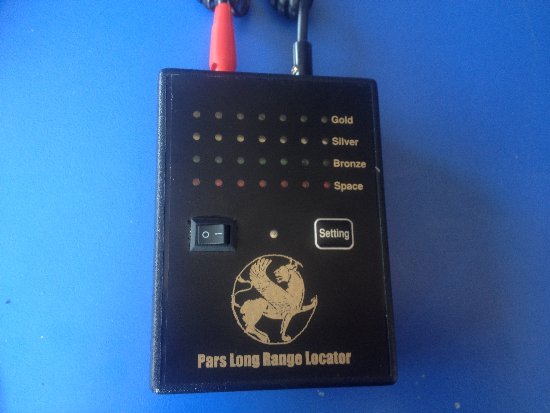 Gold
Silver
Bronze
Space
O I
Setting
Pars Long Range Locator